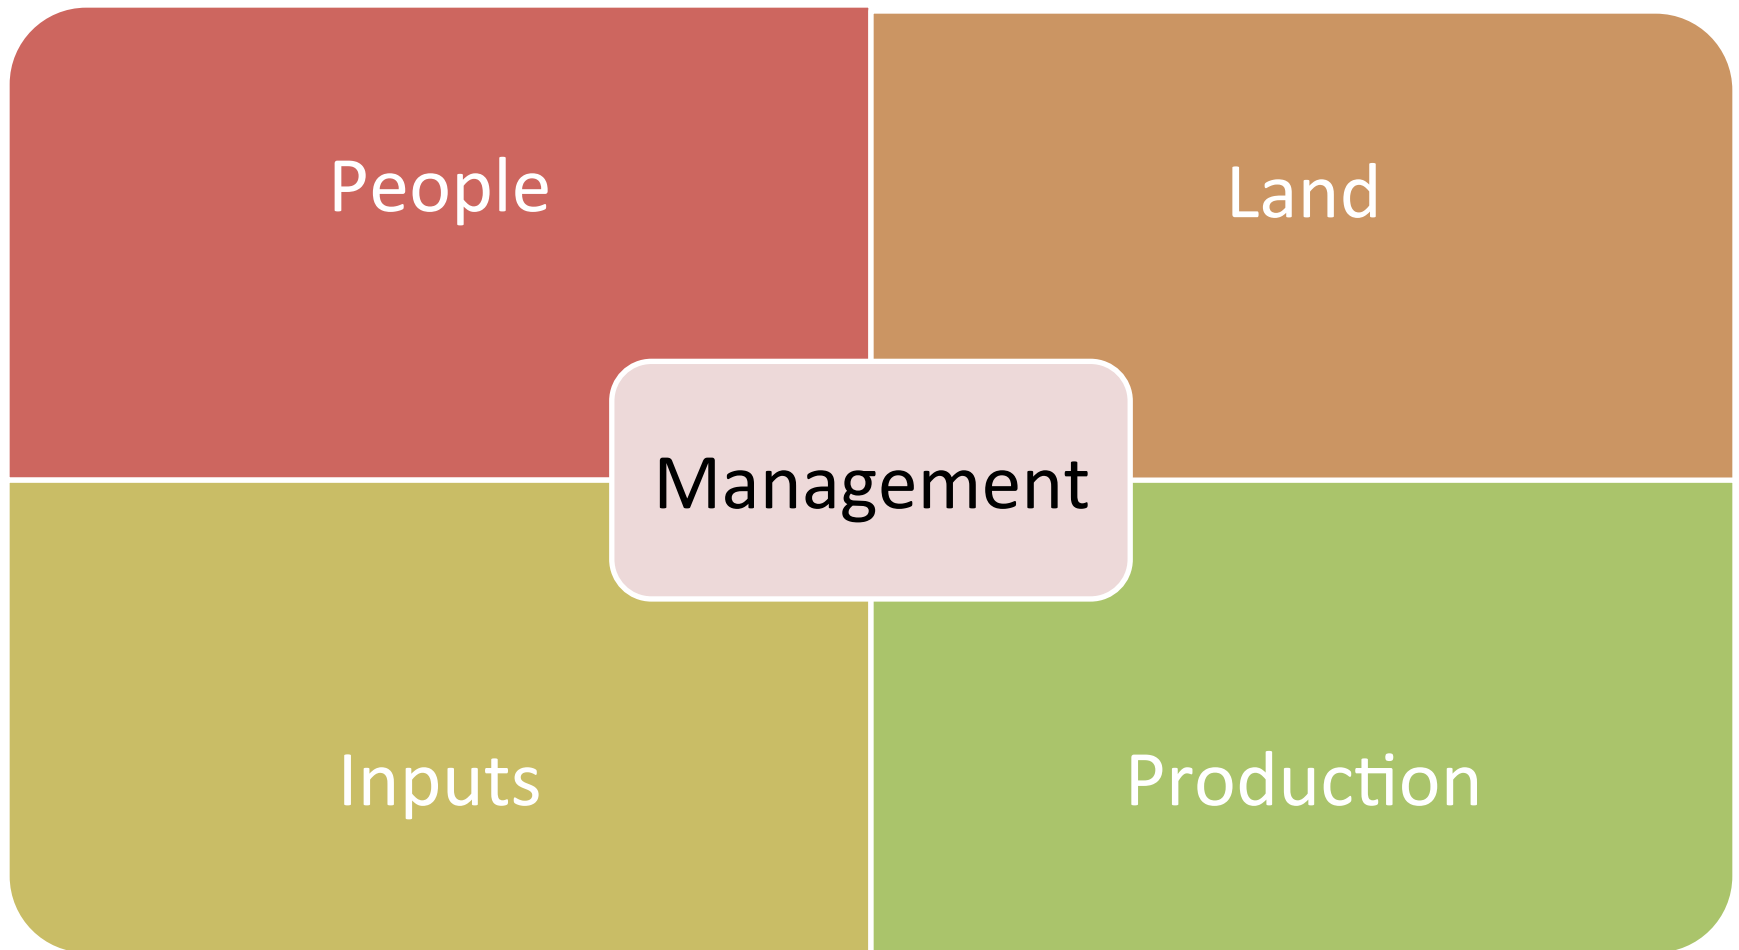 People
Land
Management
Inputs
Production